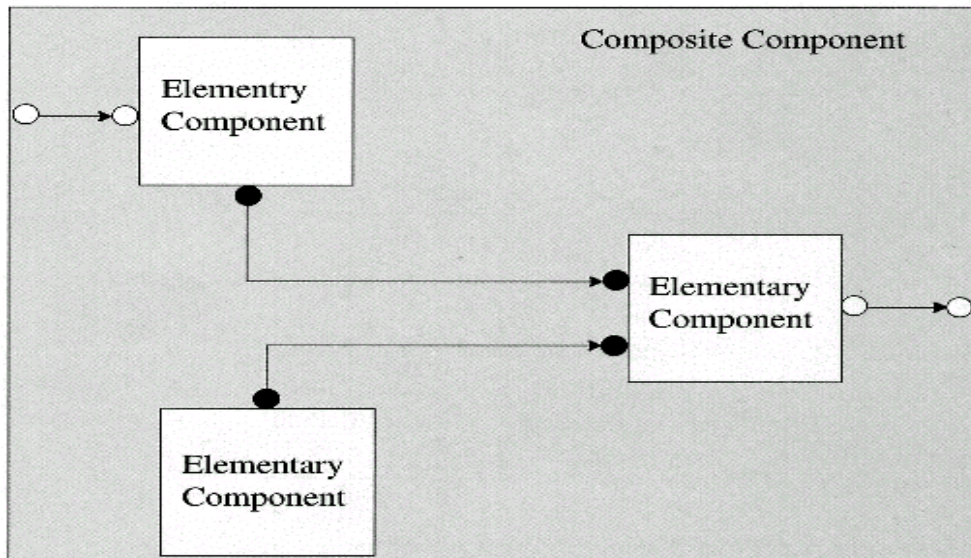 Composite Component
Elementry
Component
Elementary
Component
Elementary
Component